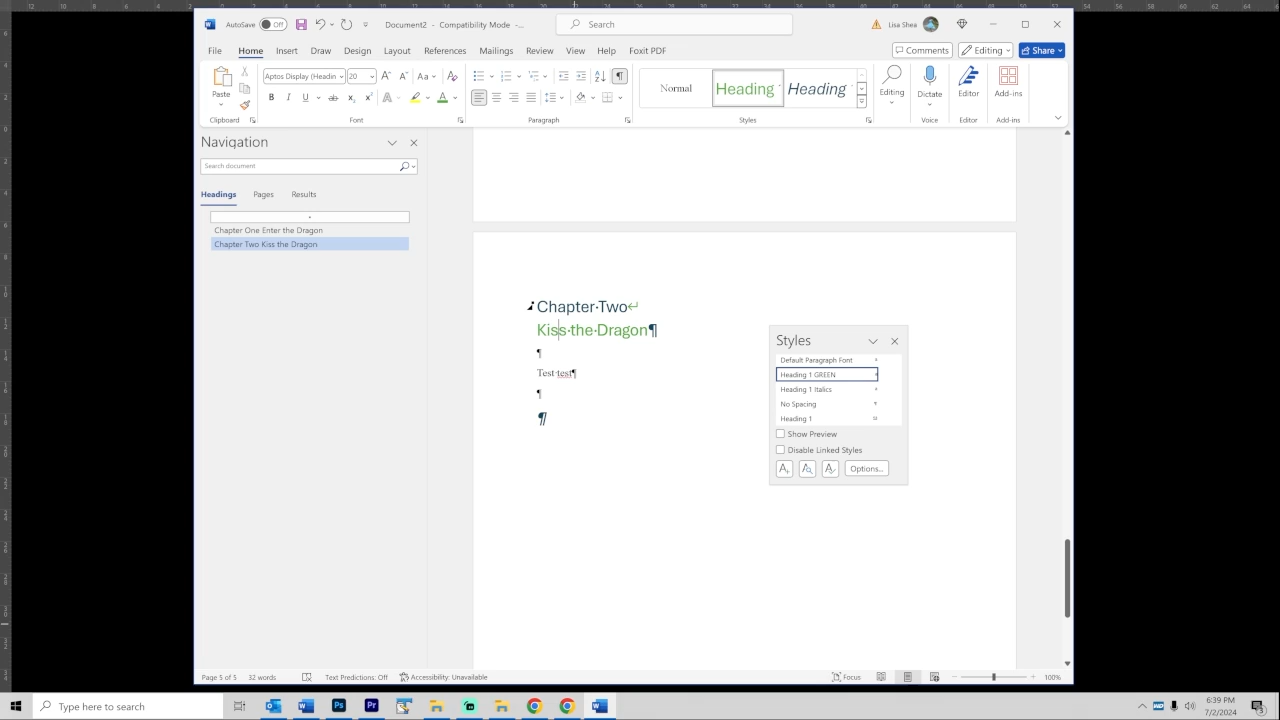 AutoSave Off Document2 - Compatibility Mode -... Search Lisa Shea
File Home Insert Draw Design Layout References Mailings Review View Help Foxit PDF Comments Editing Share
Paste Aptos Display (Headin 20 Aa Normal Heading Heading Editing Dictate Editor Add-ins
Clipboard Font Paragraph Styles Voice Editor Add-ins
Navigation
Search document
Headings Pages Results
Chapter One Enter the Dragon
Chapter Two Kiss the Dragon
Chapter·Two↵
Kiss·the·Dragon¶
¶
Test·test¶
¶
¶
Styles
Default Paragraph Font
Heading 1 GREEN
Heading 1 Italics
No Spacing
Heading 1
Show Preview
Disable Linked Styles
Options...
Page 5 of 5 32 words Text Predictions: Off Accessibility: Unavailable Focus 100%
Type here to search 6:39 PM
7/2/2024